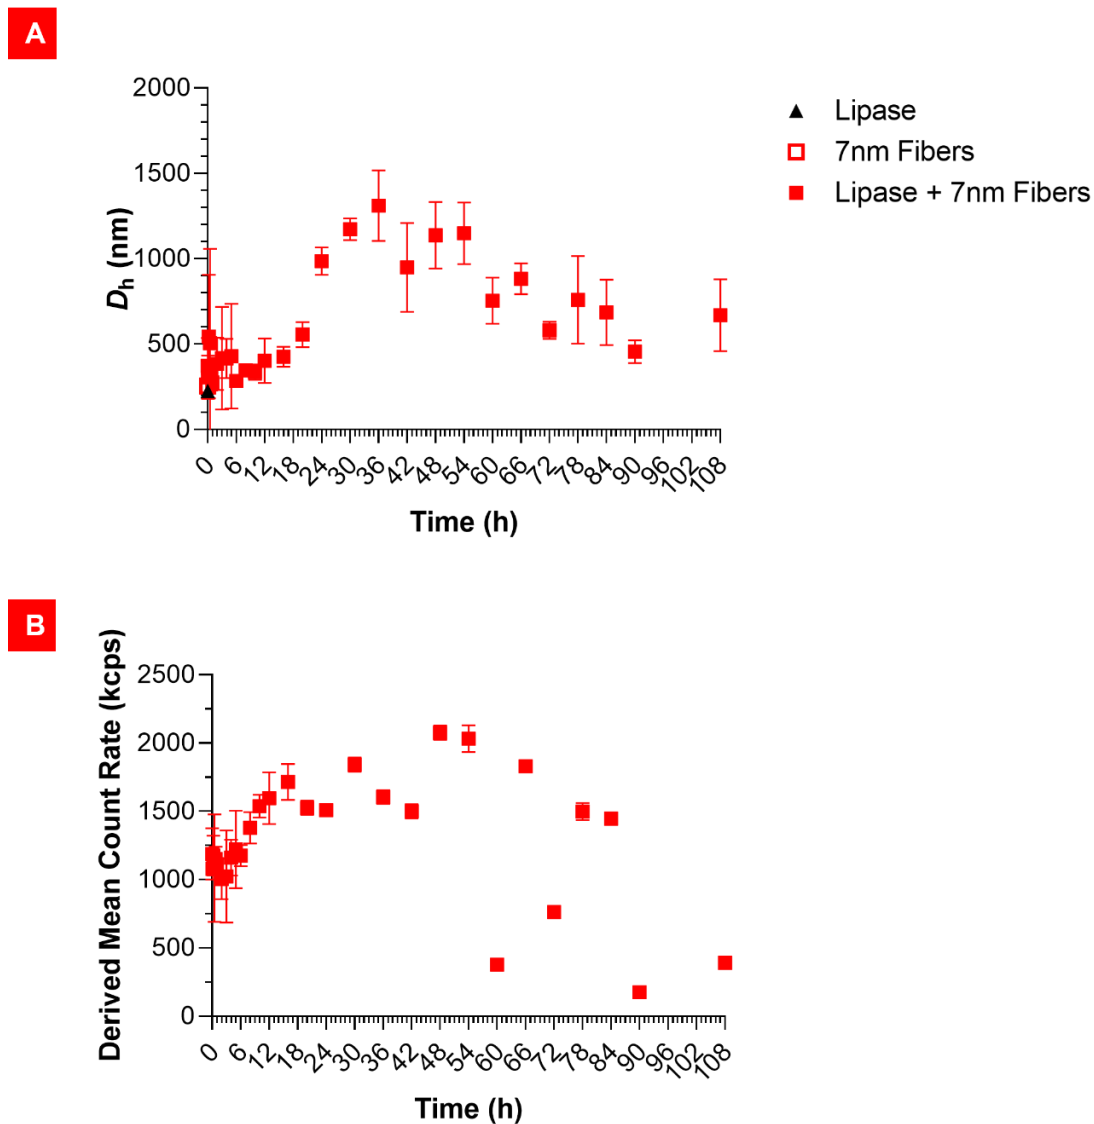 A
2000
1500
1000
500
0
Dh (nm)
0 6 12 18 24 30 36 42 48 54 60 66 72 78 84 90 96 102 108
Time (h)
Lipase
7nm Fibers
Lipase + 7nm Fibers
B
2500
2000
1500
1000
500
0
Derived Mean Count Rate (kcps)
0 6 12 18 24 30 36 42 48 54 60 66 72 78 84 90 96 102 108
Time (h)